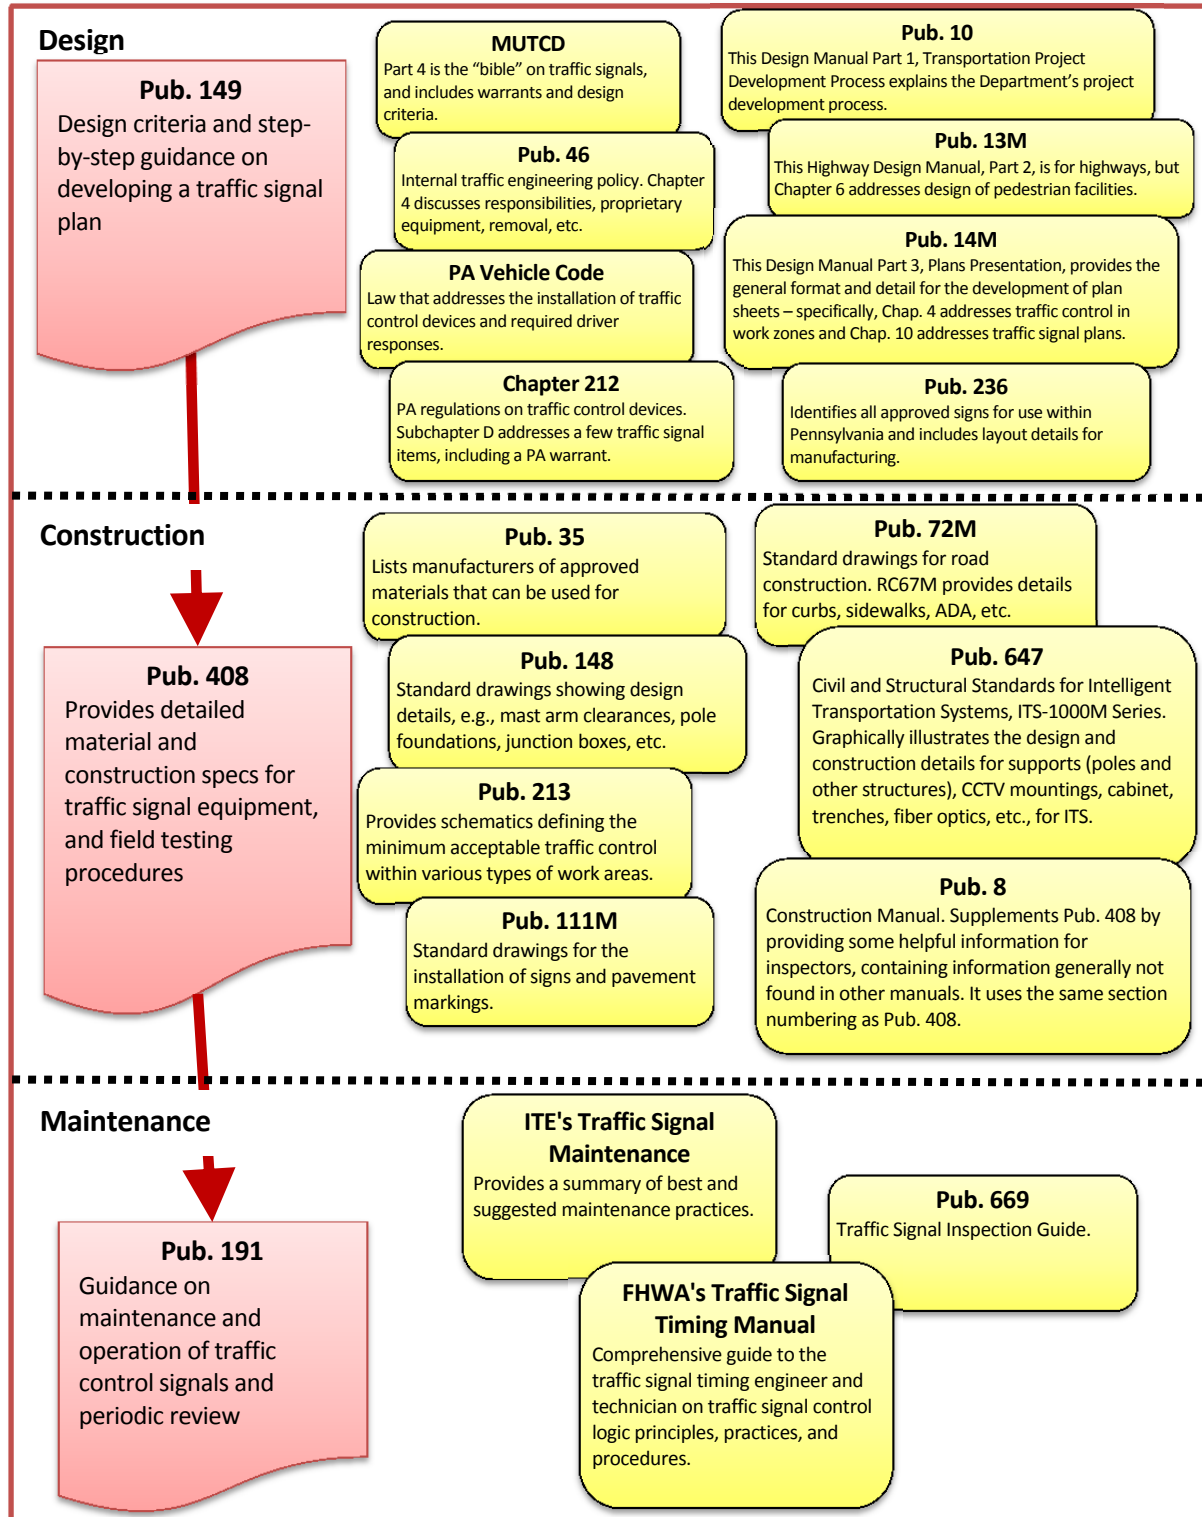 Design
Pub. 149
Design criteria and step-
by-step guidance on
developing a traffic signal
plan
MUTCD
Part 4 is the “bible” on traffic signals,
and includes warrants and design
criteria.
Pub. 46
Internal traffic engineering policy. Chapter
4 discusses responsibilities, proprietary
equipment, removal, etc.
PA Vehicle Code
Law that addresses the installation of traffic
control devices and required driver
responses.
Chapter 212
PA regulations on traffic control devices.
Subchapter D addresses a few traffic signal
items, including a PA warrant.
Pub. 10
This Design Manual Part 1, Transportation Project
Development Process explains the Department’s project
development process.
Pub. 13M
This Highway Design Manual, Part 2, is for highways, but
Chapter 6 addresses design of pedestrian facilities.
Pub. 14M
This Design Manual Part 3, Plans Presentation, provides the
general format and detail for the development of plan
sheets – specifically, Chap. 4 addresses traffic control in
work zones and Chap. 10 addresses traffic signal plans.
Pub. 236
Identifies all approved signs for use within
Pennsylvania and includes layout details for
manufacturing.
Construction
Pub. 408
Provides detailed
material and
construction specs for
traffic signal equipment,
and field testing
procedures
Pub. 35
Lists manufacturers of approved
materials that can be used for
construction.
Pub. 148
Standard drawings showing design
details, e.g., mast arm clearances, pole
foundations, junction boxes, etc.
Pub. 213
Provides schematics defining the
minimum acceptable traffic control
within various types of work areas.
Pub. 111M
Standard drawings for the
installation of signs and pavement
markings.
Pub. 72M
Standard drawings for road
construction. RC67M provides details
for curbs, sidewalks, ADA, etc.
Pub. 647
Civil and Structural Standards for Intelligent
Transportation Systems, ITS-1000M Series.
Graphically illustrates the design and
construction details for supports (poles and
other structures), CCTV mountings, cabinet,
trenches, fiber optics, etc., for ITS.
Pub. 8
Construction Manual. Supplements Pub. 408 by
providing some helpful information for
inspectors, containing information generally not
found in other manuals. It uses the same section
numbering as Pub. 408.
Maintenance
Pub. 191
Guidance on
maintenance and
operation of traffic
control signals and
periodic review
ITE's Traffic Signal
Maintenance
Provides a summary of best and
suggested maintenance practices.
Pub. 669
Traffic Signal Inspection Guide.
FHWA's Traffic Signal
Timing Manual
Comprehensive guide to the
traffic signal timing engineer and
technician on traffic signal control
logic principles, practices, and
procedures.